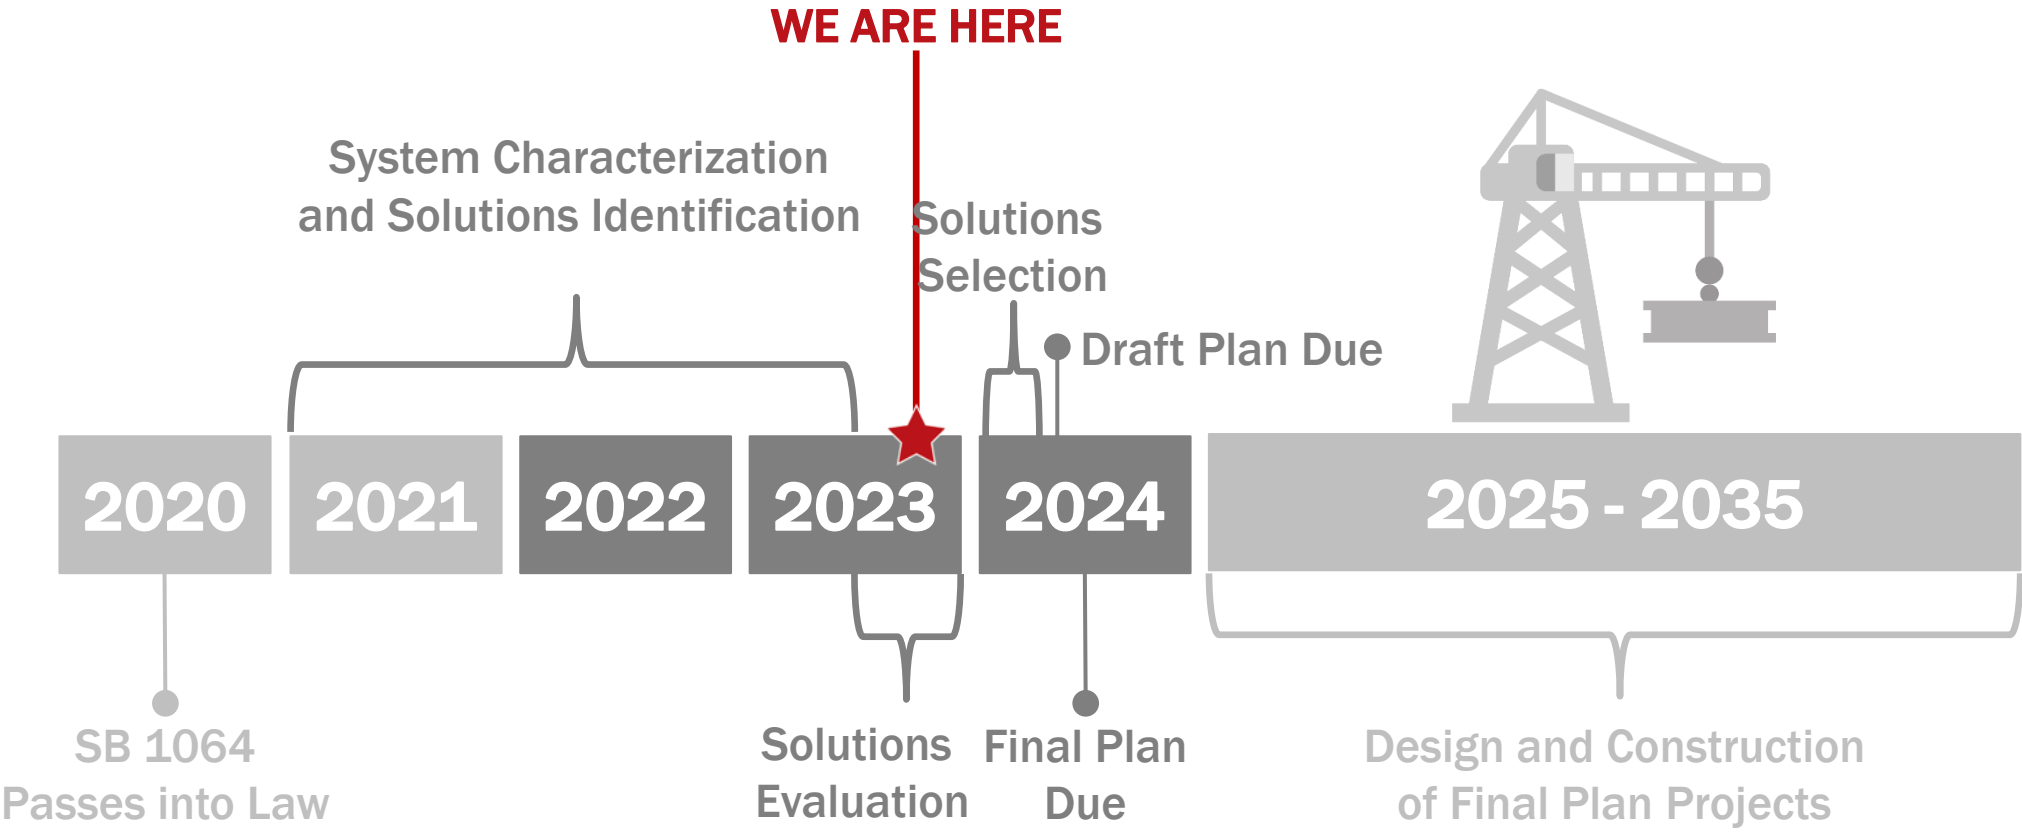 WE ARE HERE
System Characterization
and Solutions Identification
Solutions
Selection
Draft Plan Due
2020
2021
2022
2023
2024
2025 - 2035
SB 1064
Passes into Law
Solutions
Evaluation
Final Plan
Due
Design and Construction
of Final Plan Projects